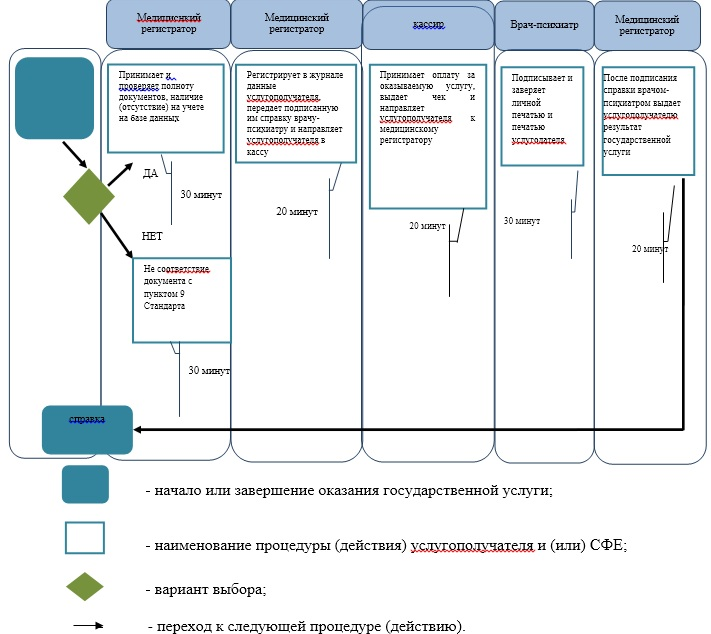 Медициснкий
регистратор
Медицинский
регистратор
кассир
Врач-психиатр
Медицинский
регистратор
Принимает и
проверяет полноту
документов, наличие
(отсутствие) на учете
на базе данных
Регистрирует в журнале
данные
услугополучателя,
передает подписанную
им справку врачу-
психиатру и направляет
услугополучателя в
кассу
Принимает оплату за
оказываемую услугу,
выдает чек и
направляет
услугополучателя к
медицинскому
регистратору
Подписывает и
заверяет
личной
печатью и
печатью
услугодателя
После подписания
справки врачом-
психиатром выдает
услугополучателю
результат
государственной
услуги
ДА
30 минут
20 минут
20 минут
30 минут
20 минут
НЕТ
Не соответствие
документа с
пунктом 9
Стандарта
30 минут
справка
- начало или завершение оказания государственной услуги;
- наименование процедуры (действия) услугополучателя и (или) СФЕ;
- вариант выбора;
- переход к следующей процедуре (действию).